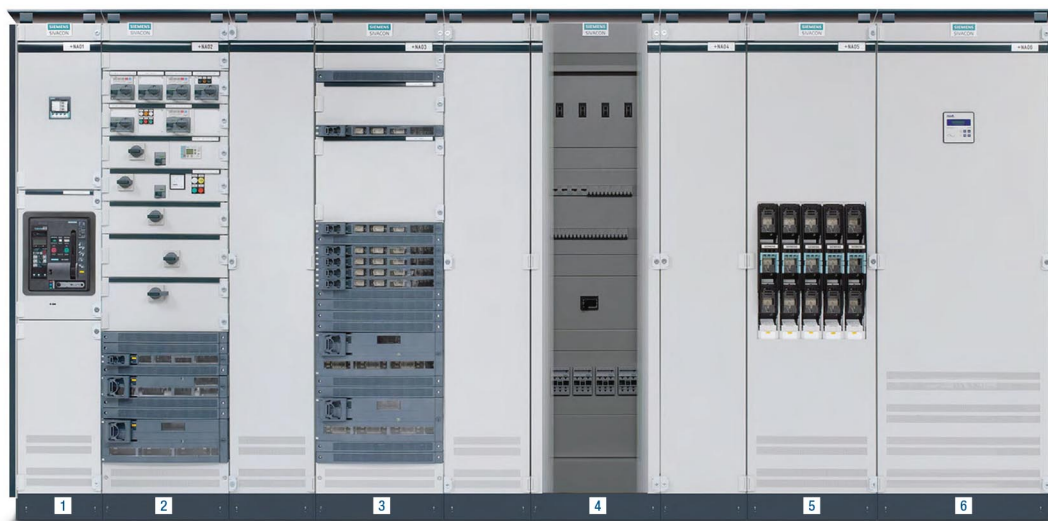 SIEMENS
SIVACON
SIEMENS
SIVACON
SIEMENS
SIVACON
SIEMENS
SIVACON
SIEMENS
SIVACON
SIEMENS
SIVACON
+NA01
+NA02
+NA03
+NA04
+NA05
+NA06
1
2
3
4
5
6